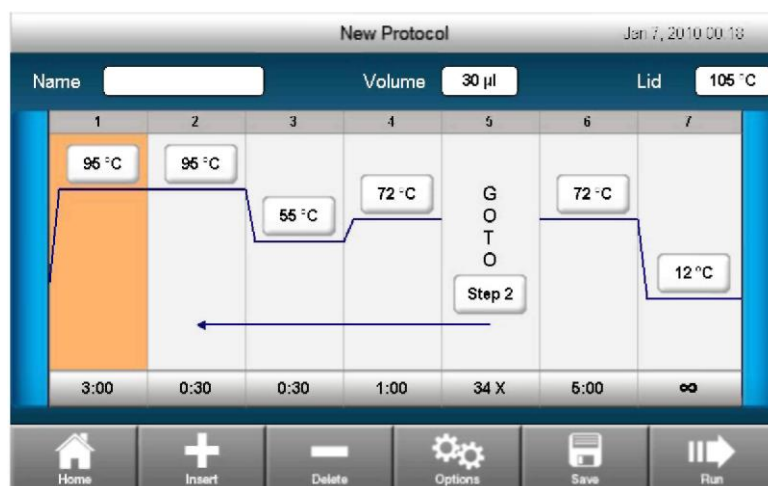 New Protocol Jan 7, 2010 00:18
Name Volume 30 µl Lid 105 °C
1 2 3 4 5 6 7
95 °C 95 °C 55 °C 72 °C G O T O Step 2 72 °C 12 °C
3:00 0:30 0:30 1:00 34 X 5:00 ∞
Home Insert Delete Options Save Run